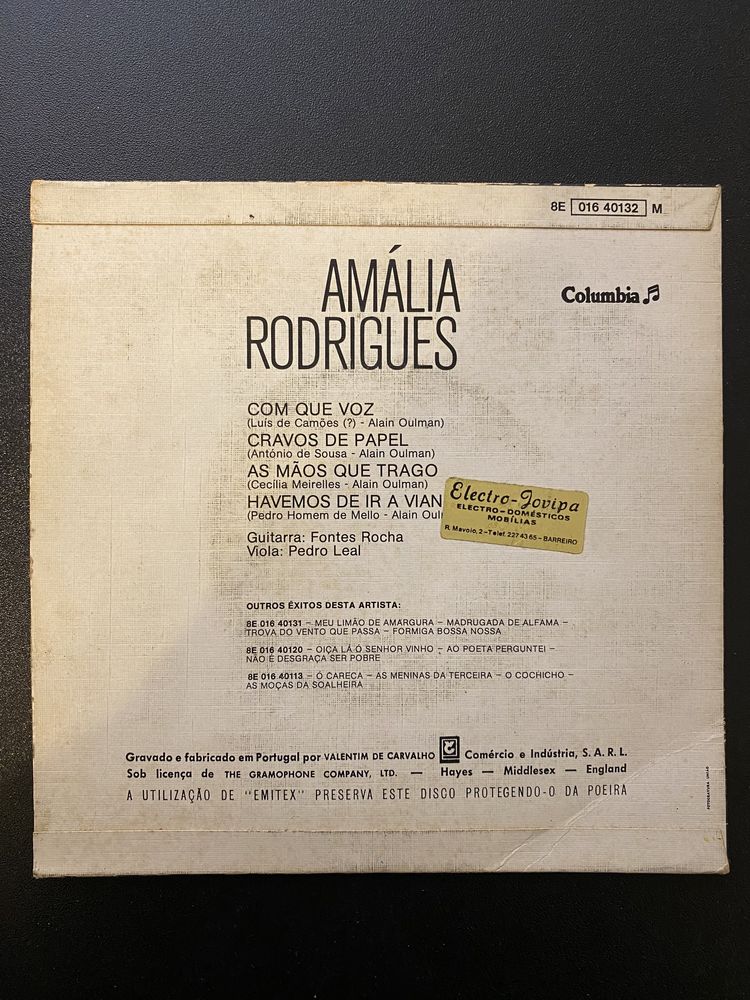 8E 016 40132 M
AMÁLIA
RODRIGUES
Columbia
COM QUE VOZ
(Luís de Camões (?) - Alain Oulman)
CRAVOS DE PAPEL
(António de Sousa - Alain Oulman)
AS MÃOS QUE TRAGO
(Cecília Meirelles - Alain Oulman)
HAVEMOS DE IR A VIAN
(Pedro Homem de Mello - Alain Oul
Electro-Jovipa
ELECTRO-DOMÉSTICOS
MOBÍLIAS
R. Mavoio, 2-Telef. 227 43 65 - BARREIRO
Guitarra: Fontes Rocha
Viola: Pedro Leal
OUTROS ÊXITOS DESTA ARTISTA:
8E 016 40131 – MEU LIMÃO DE AMARGURA – MADRUGADA DE ALFAMA –
TROVA DO VENTO QUE PASSA – FORMIGA BOSSA NOSSA
8E 016 40120 – OIÇA LÁ Ó SENHOR VINHO – AO POETA PERGUNTEI –
NÃO É DESGRAÇA SER POBRE
8E 016 40113 – Ó CARECA – AS MENINAS DA TERCEIRA – O COCHICHO –
AS MOÇAS DA SOALHEIRA
Gravado e fabricado em Portugal por VALENTIM DE CARVALHO Comércio e Indústria, S. A. R. L.
Sob licença de THE GRAMOPHONE COMPANY, LTD. — Hayes — Middlesex — England
A UTILIZAÇÃO DE "EMITEX" PRESERVA ESTE DISCO PROTEGENDO-O DA POEIRA